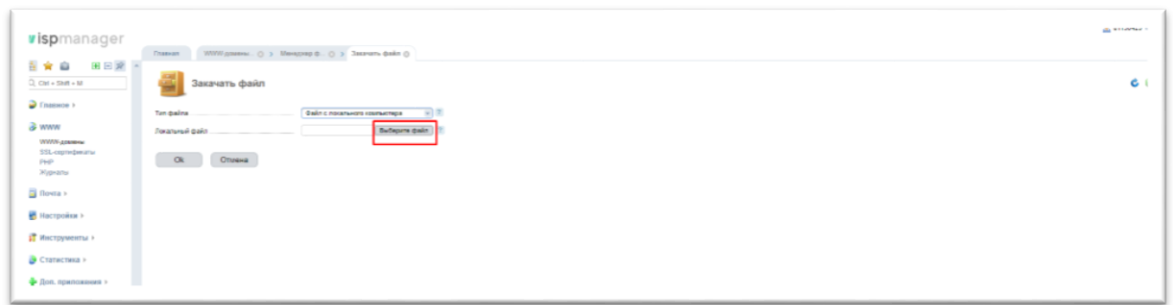 ispmanager
Главная
WWW-домены
Менеджер ф.
Закачать файл
Ctrl + Shift + M
Закачать файл
Главное >
Тип файла
Файл с локального компьютера
Локальный файл
Выберите файл
WWW
WWW-домены
SSL-сертификаты
PHP
Журналы
Ok
Отмена
Почта >
Настройки >
Инструменты >
Статистика >
Доп. приложения >